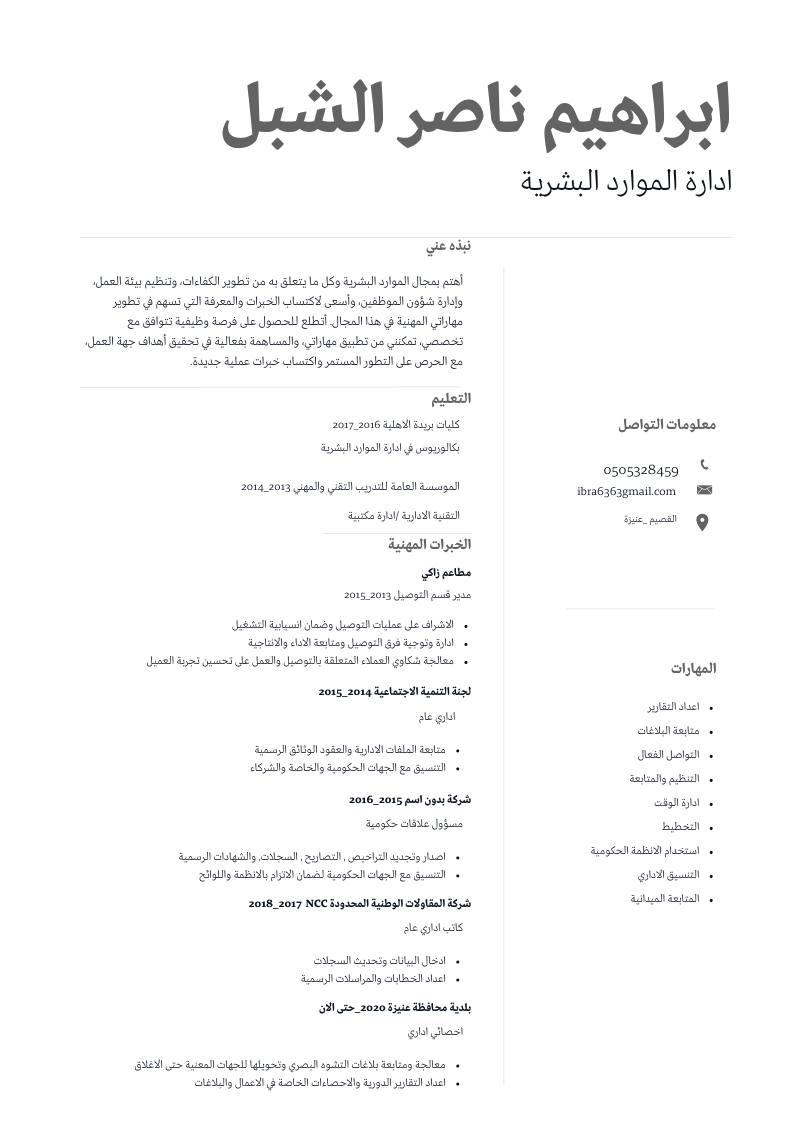 ابراهيم ناصر الشبل
ادارة الموارد البشرية
معلومات التواصل
0505328459
ibra6363gmail.com
القصيم _عنيزة
المهارات
• اعداد التقارير
• متابعة البلاغات
• التواصل الفعال
• التنظيم والمتابعة
• ادارة الوقت
• التخطيط
• استخدام الانظمة الحكومية
• التنسيق الاداري
• المتابعة الميدانية
نبذه عني
أهتم بمجال الموارد البشرية وكل ما يتعلق به من تطوير الكفاءات، وتنظيم بيئة العمل،
وإدارة شؤون الموظفين، وأسعى لاكتساب الخبرات والمعرفة التي تسهم في تطوير
مهاراتي المهنية في هذا المجال. أتطلع للحصول على فرصة وظيفية تتوافق مع
تخصصي، تمكنني من تطبيق مهاراتي، والمساهمة بفعالية في تحقيق أهداف جهة العمل،
مع الحرص على التطور المستمر واكتساب خبرات عملية جديدة.
التعليم
كليات بريدة الاهلية 2016_2017
بكالوريوس في ادارة الموارد البشرية
الموسسة العامة للتدريب التقني والمهني 2013_2014
التقنية الادارية /ادارة مكتبية
الخبرات المهنية
مطاعم زاكي
مدير قسم التوصيل 2013_2015
• الاشراف على عمليات التوصيل وضمان انسيابية التشغيل
• ادارة وتوجية فرق التوصيل ومتابعة الاداء والانتاجية
• معالجة شكاوي العملاء المتعلقة بالتوصيل والعمل على تحسين تجربة العميل
لجنة التنمية الاجتماعية 2014_2015
اداري عام
• متابعة الملفات الادارية والعقود الوثائق الرسمية
• التنسيق مع الجهات الحكومية والخاصة والشركاء
شركة بدون اسم 2015_2016
مسؤول علاقات حكومية
• اصدار وتجديد التراخيص , التصاريح , السجلات, والشهادات الرسمية
• التنسيق مع الجهات الحكومية لضمان الاتزام بالانظمة واللوائح
شركة المقاولات الوطنية المحدودة NCC 2017_2018
كاتب اداري عام
• ادخال البيانات وتحديث السجلات
• اعداد الخطابات والمراسلات الرسمية
بلدية محافظة عنيزة 2020_حتى الان
اخصائي اداري
• معالجة ومتابعة بلاغات التشوه البصري وتحويلها للجهات المعنية حتى الاغلاق
• اعداد التقارير الدورية والاحصاءات الخاصة في الاعمال والبلاغات